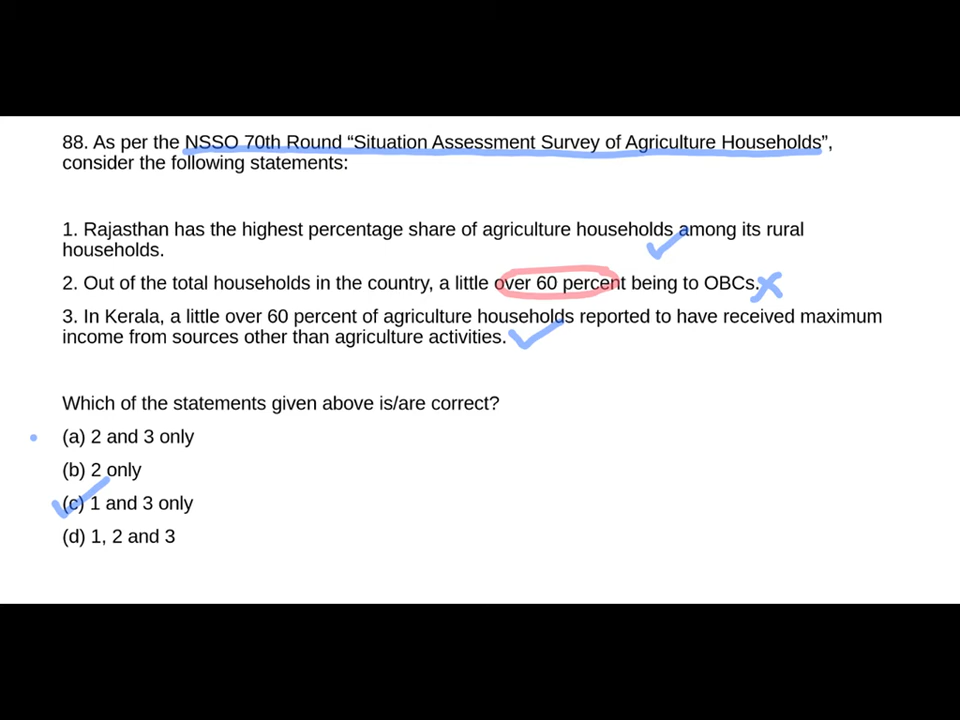 88. As per the NSSO 70th Round “Situation Assessment Survey of Agriculture Households”,
consider the following statements:
1. Rajasthan has the highest percentage share of agriculture households among its rural
households.
2. Out of the total households in the country, a little over 60 percent being to OBCs.
3. In Kerala, a little over 60 percent of agriculture households reported to have received maximum
income from sources other than agriculture activities.
Which of the statements given above is/are correct?
(a) 2 and 3 only
(b) 2 only
(c) 1 and 3 only
(d) 1, 2 and 3